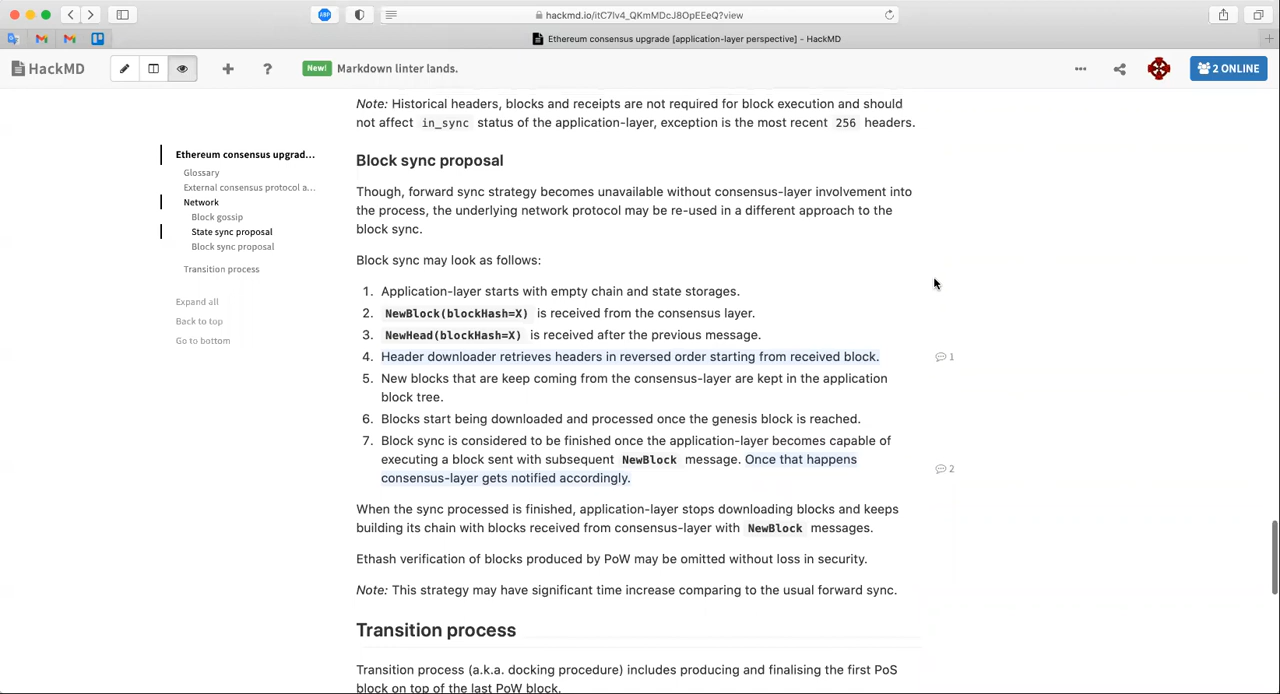 hackmd.io/itC7lv4_QKmMDcJ8OpEEeQ?view
Ethereum consensus upgrade [application-layer perspective] - HackMD
HackMD
New! Markdown linter lands.
2 ONLINE
Note: Historical headers, blocks and receipts are not required for block execution and should
not affect in_sync status of the application-layer, exception is the most recent 256 headers.
Ethereum consensus upgrad...
Glossary
External consensus protocol a...
Network
Block gossip
State sync proposal
Block sync proposal
Transition process
Expand all
Back to top
Go to bottom
Block sync proposal
Though, forward sync strategy becomes unavailable without consensus-layer involvement into
the process, the underlying network protocol may be re-used in a different approach to the
block sync.
Block sync may look as follows:
1. Application-layer starts with empty chain and state storages.
2. NewBlock(blockHash=X) is received from the consensus layer.
3. NewHead(blockHash=X) is received after the previous message.
4. Header downloader retrieves headers in reversed order starting from received block.
1
5. New blocks that are keep coming from the consensus-layer are kept in the application
block tree.
6. Blocks start being downloaded and processed once the genesis block is reached.
7. Block sync is considered to be finished once the application-layer becomes capable of
executing a block sent with subsequent NewBlock message. Once that happens
2
consensus-layer gets notified accordingly.
When the sync processed is finished, application-layer stops downloading blocks and keeps
building its chain with blocks received from consensus-layer with NewBlock messages.
Ethash verification of blocks produced by PoW may be omitted without loss in security.
Note: This strategy may have significant time increase comparing to the usual forward sync.
Transition process
Transition process (a.k.a. docking procedure) includes producing and finalising the first PoS
block on top of the last PoW block.